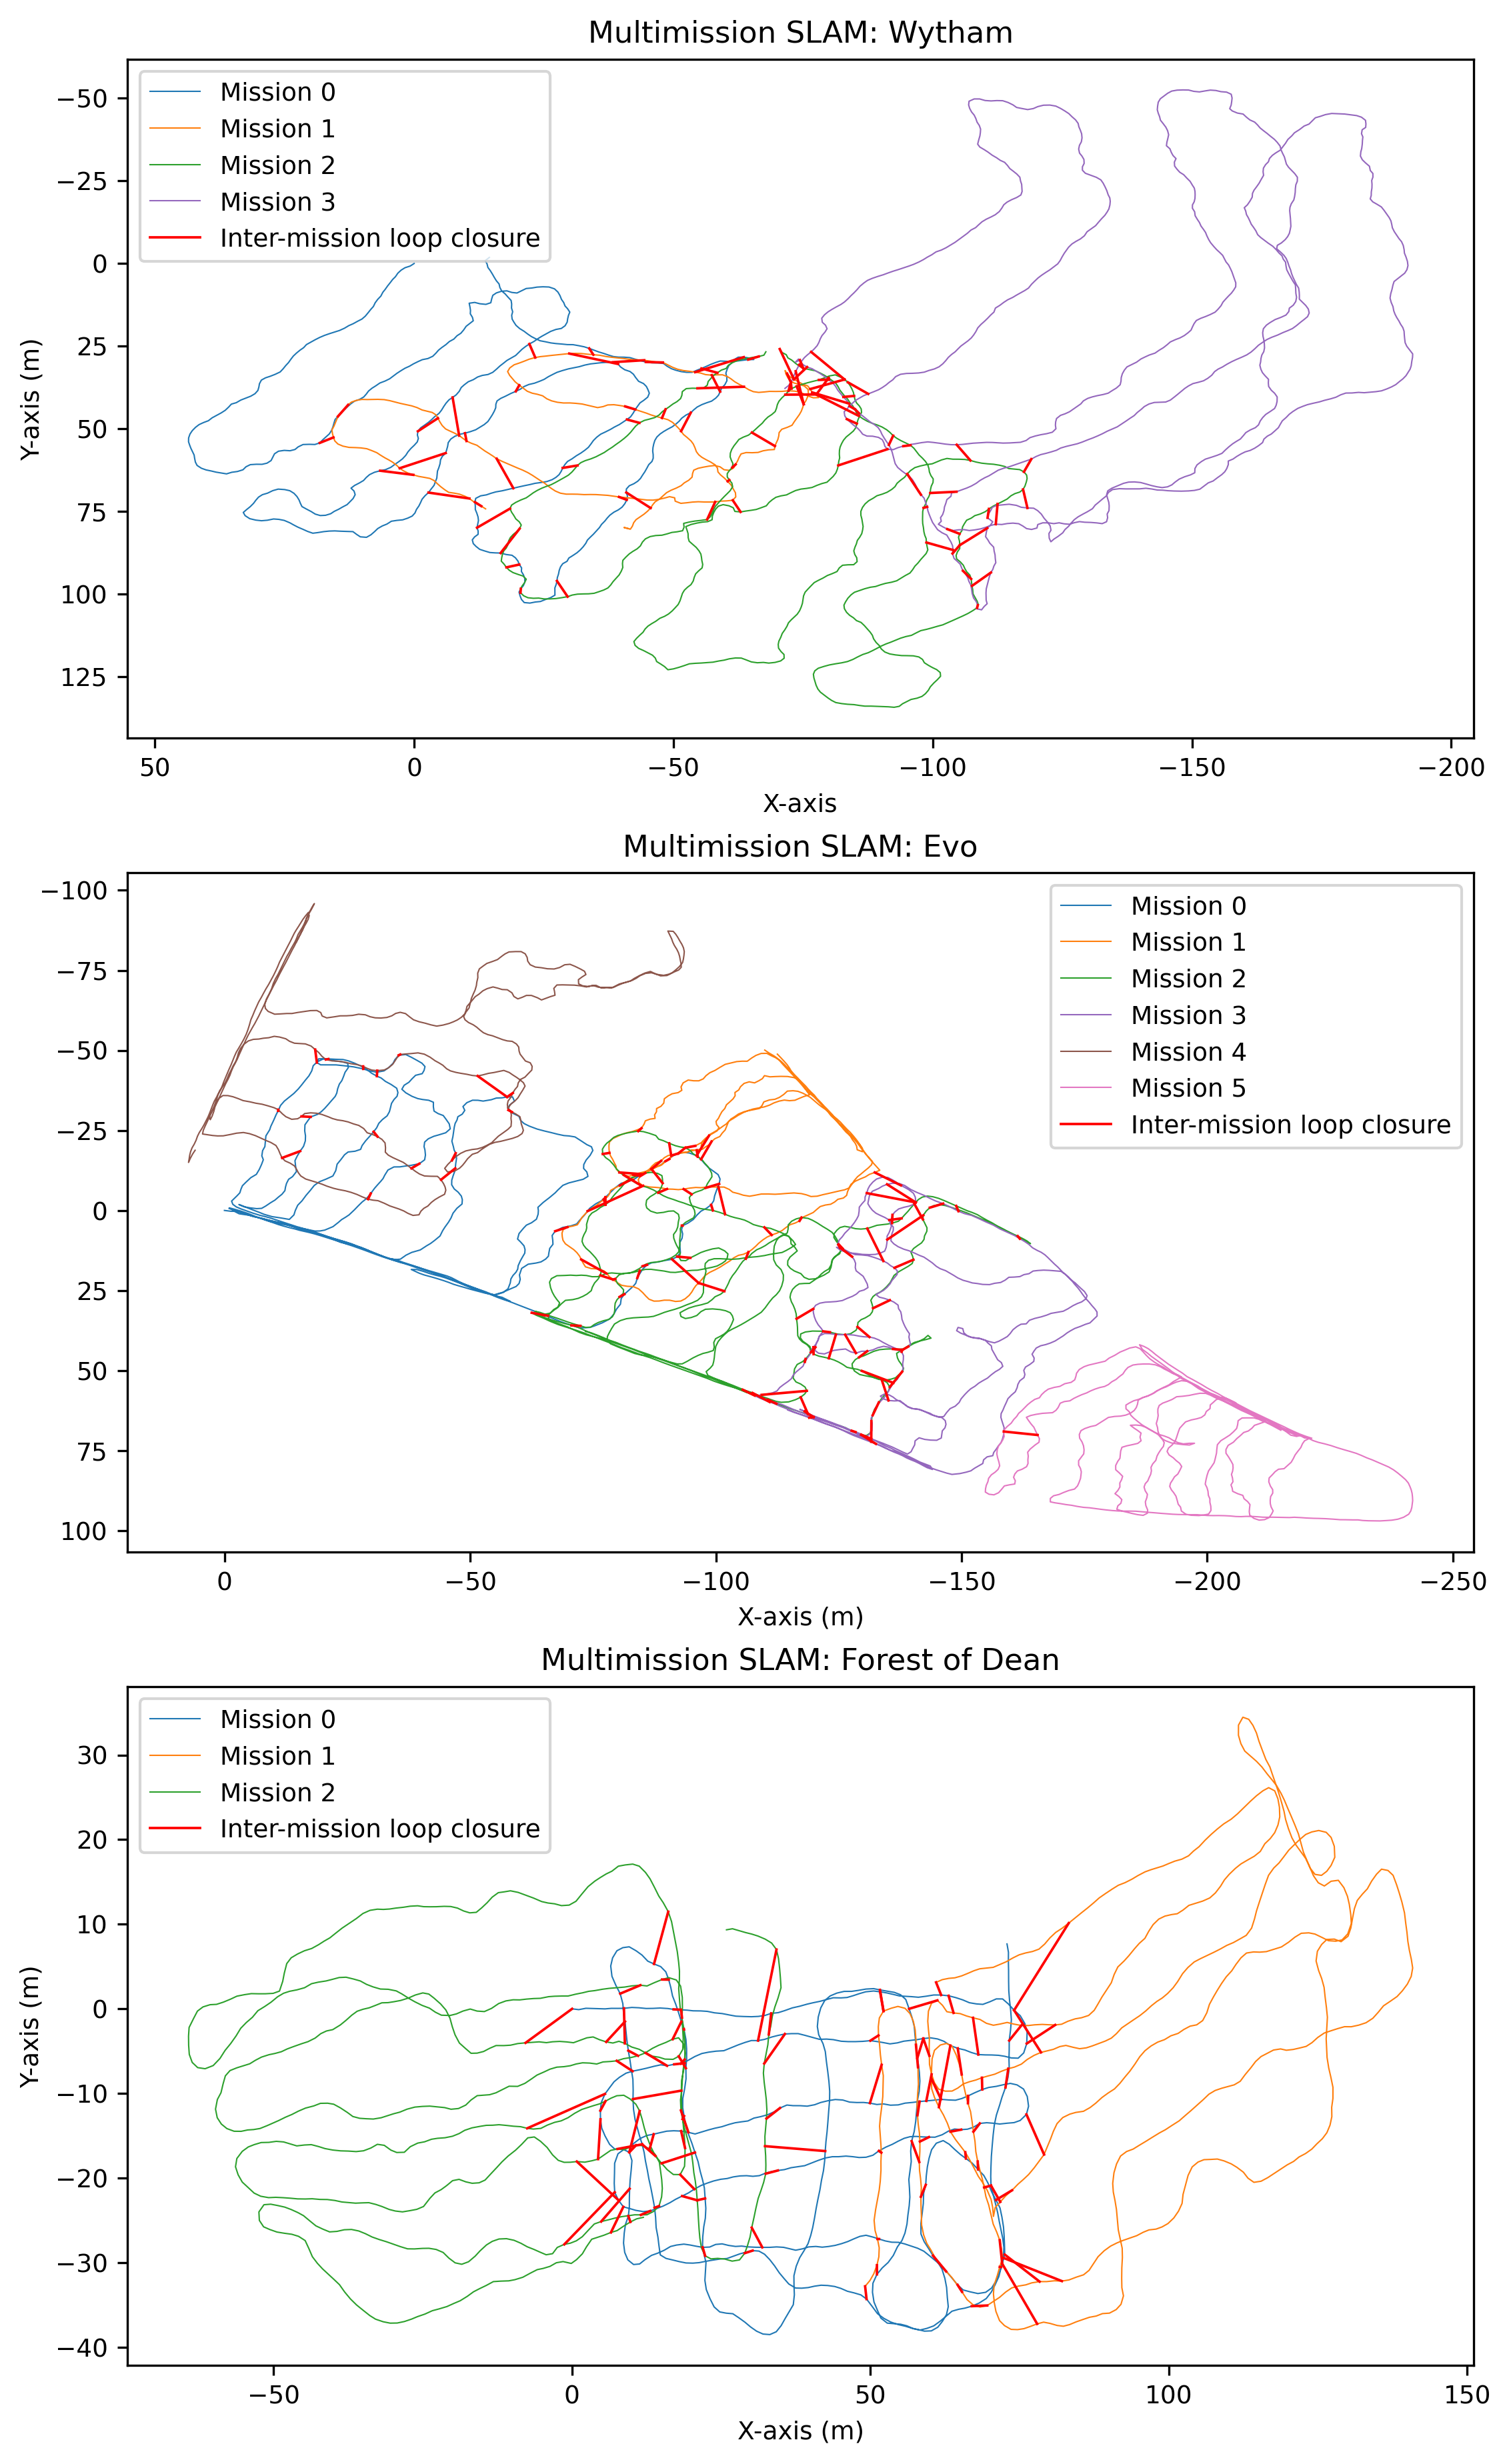 Multimission SLAM: Wytham
Mission 0
Mission 1
Mission 2
Mission 3
Inter-mission loop closure
−50
−25
0
25
50
75
100
125
Y-axis (m)
50
0
−50
−100
−150
−200
X-axis
Multimission SLAM: Evo
Mission 0
Mission 1
Mission 2
Mission 3
Mission 4
Mission 5
Inter-mission loop closure
−100
−75
−50
−25
0
25
50
75
100
0
−50
−100
−150
−200
−250
X-axis (m)
Multimission SLAM: Forest of Dean
Mission 0
Mission 1
Mission 2
Inter-mission loop closure
30
20
10
0
−10
−20
−30
−40
Y-axis (m)
−50
0
50
100
150
X-axis (m)